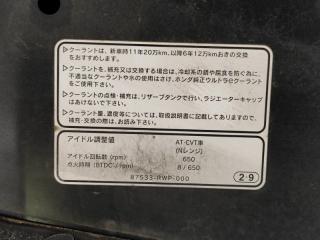 ▷クーラントは、新車時11年20万km、以降6年12万kmおきの交換
をおすすめします。
▷クーラントを、補充又は交換する場合は、冷却系の錆や腐食を防ぐ為に、
不適当なクーラントや水の使用はさけ、ホンダ純正ウルトラeクーラント
をご使用下さい。
▷クーラントの点検・補充は、リザーブタンクで行い、ラジエーターキャップ
はあけないで下さい。
▷クーラント量、濃度等については、取扱説明書に記載してありますので、
補充・交換の際は、お読み下さい。
アイドル調整値
AT・CVT車
(Nレンジ)
アイドル回転数 (rpm) 650
点火時期 (BTDC°/rpm) 8/650
87533-RWP-000
29